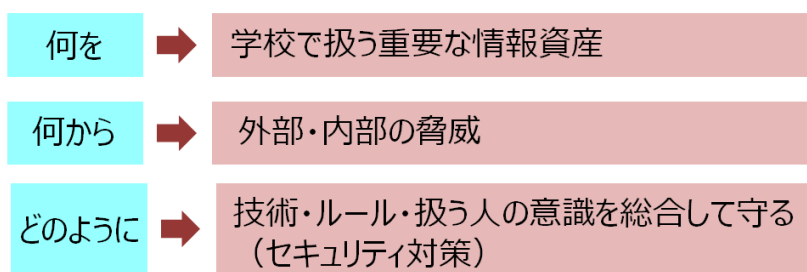 何を
学校で扱う重要な情報資産
何から
外部・内部の脅威
どのように
技術・ルール・扱う人の意識を総合して守る
（セキュリティ対策）